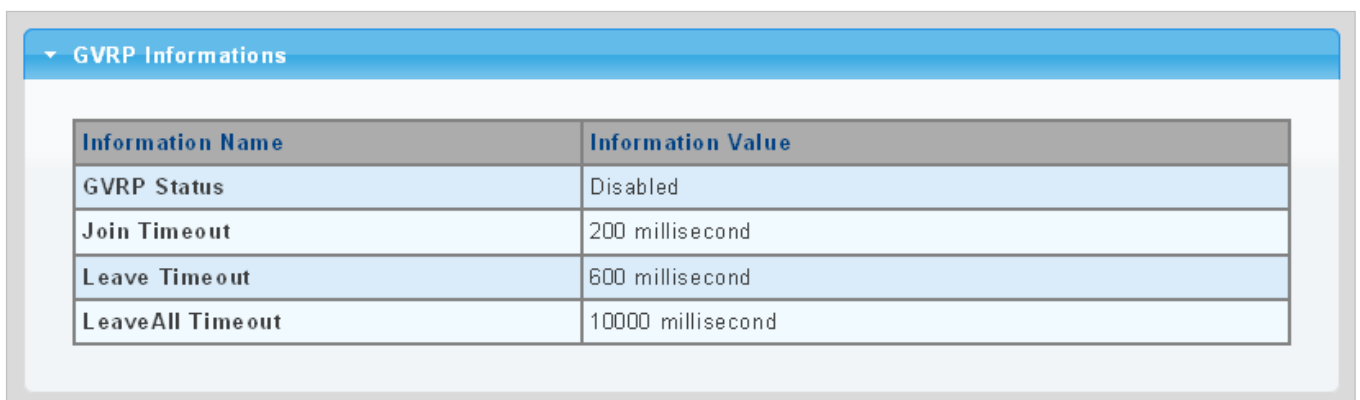 GVRP Informations
Information Name Information Value
GVRP Status Disabled
Join Timeout 200 millisecond
Leave Timeout 600 millisecond
LeaveAll Timeout 10000 millisecond